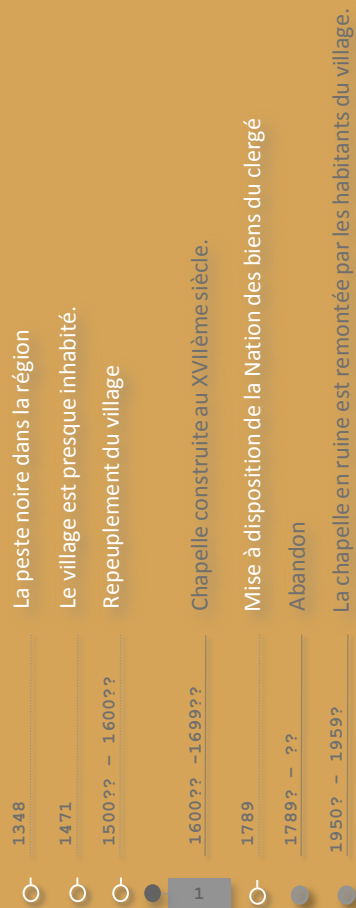 1348 La peste noire dans la région
1471 Le village est presque inhabité.
1500?? – 1600?? Repeuplement du village
1
1600?? -1699?? Chapelle construite au XVIIème siècle.
1789 Mise à disposition de la Nation des biens du clergé
1789? – ?? Abandon
1950? – 1959? La chapelle en ruine est remontée par les habitants du village.